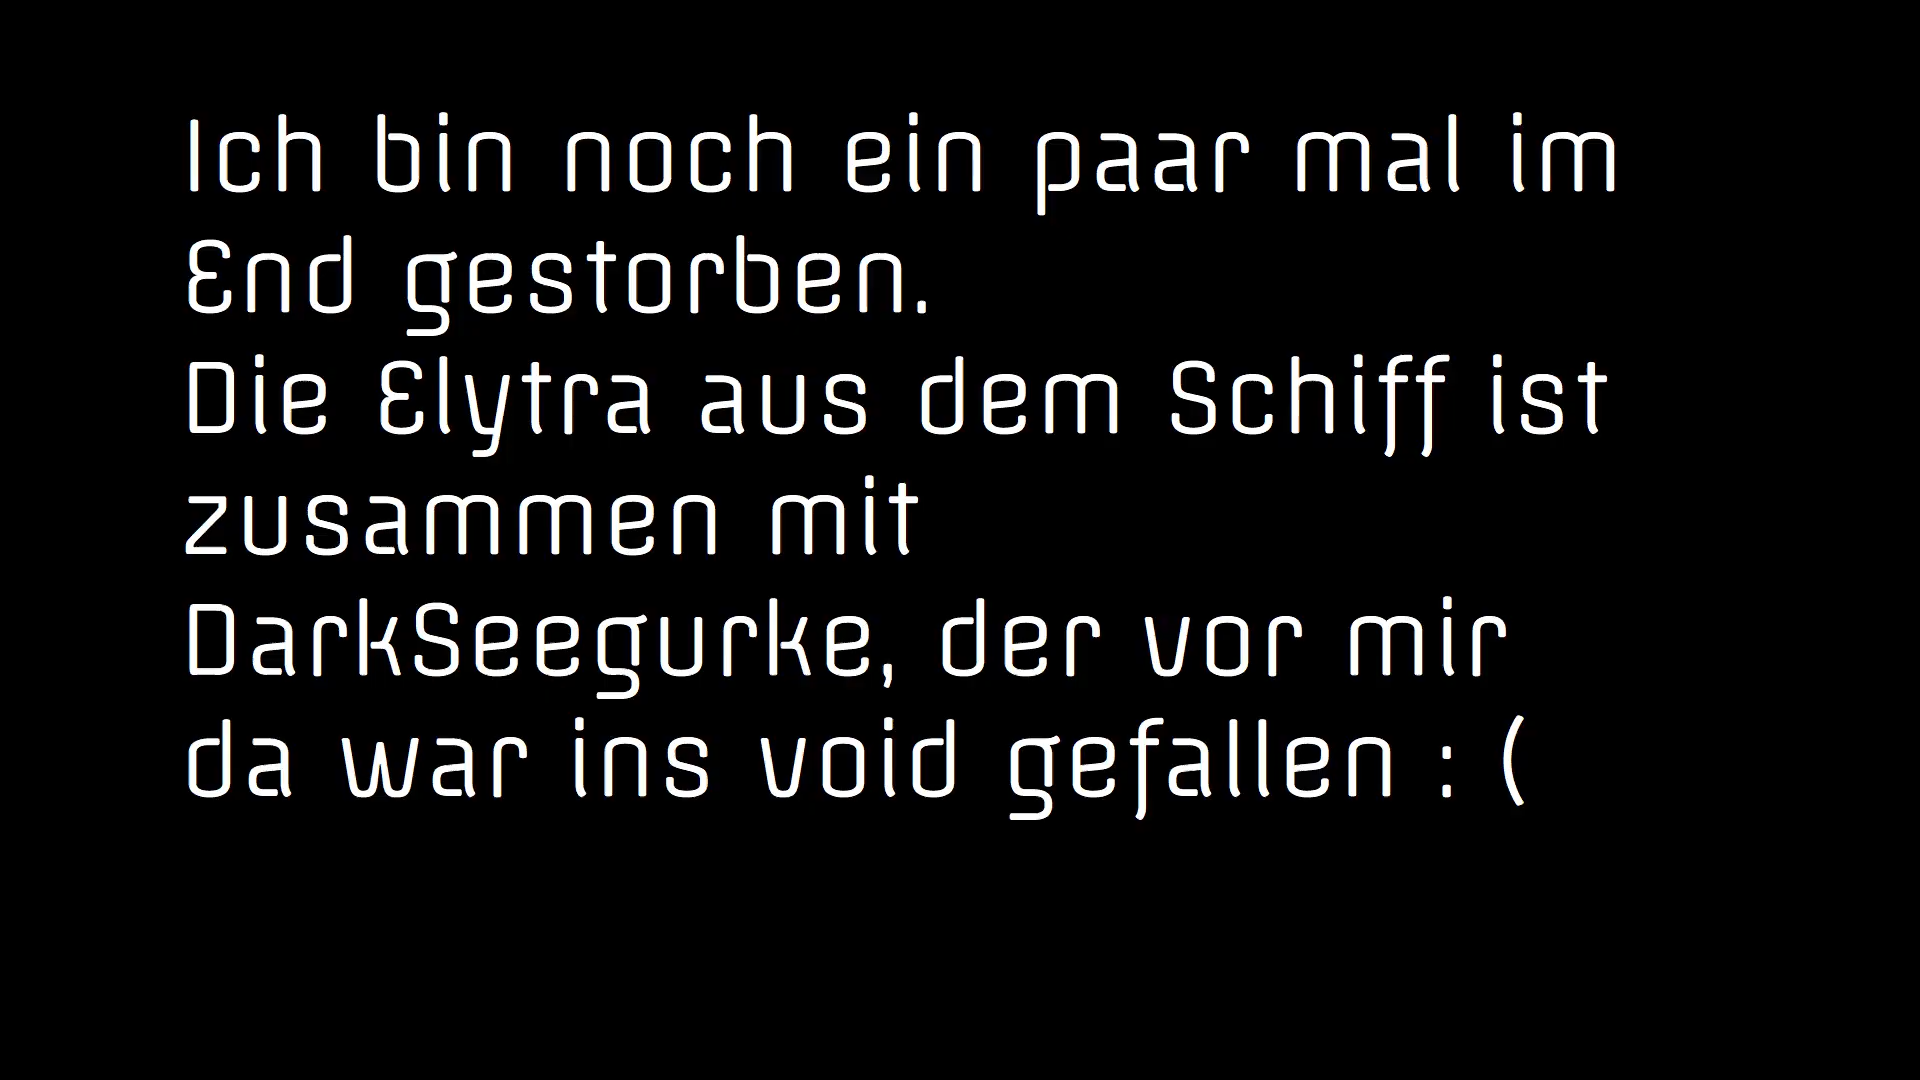 Ich bin noch ein paar mal im
End gestorben.
Die Elytra aus dem Schiff ist
zusammen mit
DarkSeegurke, der vor mir
da war ins void gefallen : (